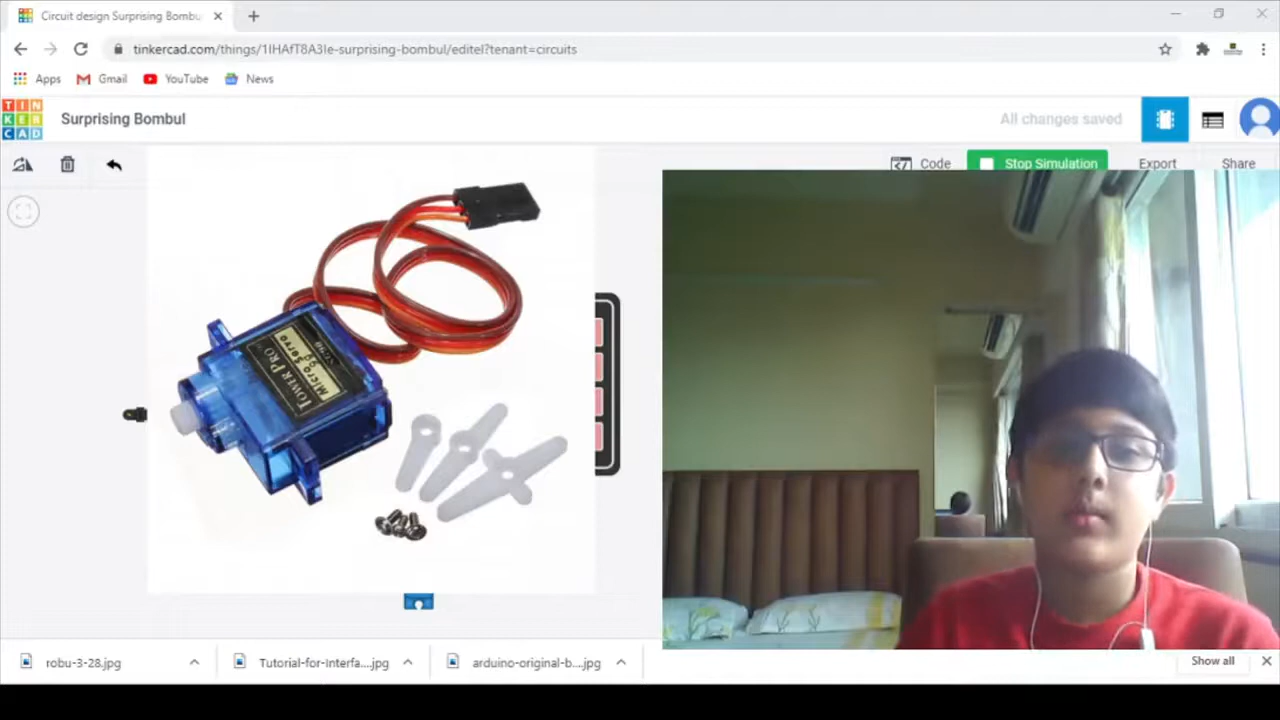 Circuit design Surprising Bombu
tinkercad.com/things/1IHAfT8A3Ie-surprising-bombul/editel?tenant=circuits
Apps Gmail YouTube News
TIN
KER
CAD
Surprising Bombul
All changes saved
Code Stop Simulation Export Share
TOWER PRO
Micro Servo
9g
SG90
robu-3-28.jpg Tutorial-for-Interfa....jpg arduino-original-b....jpg Show all